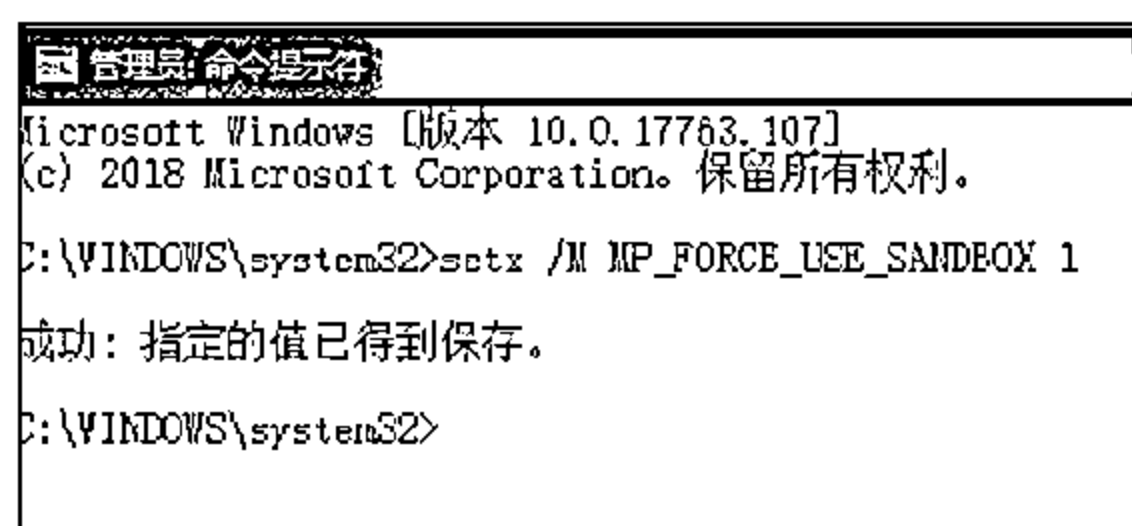 管理员: 命令提示符
Microsoft Windows [版本 10.0.17763.107]
(c) 2018 Microsoft Corporation。保留所有权利。
C:\WINDOWS\system32>setx /M MP_FORCE_USE_SANDBOX 1
成功: 指定的值已得到保存。
C:\WINDOWS\system32>